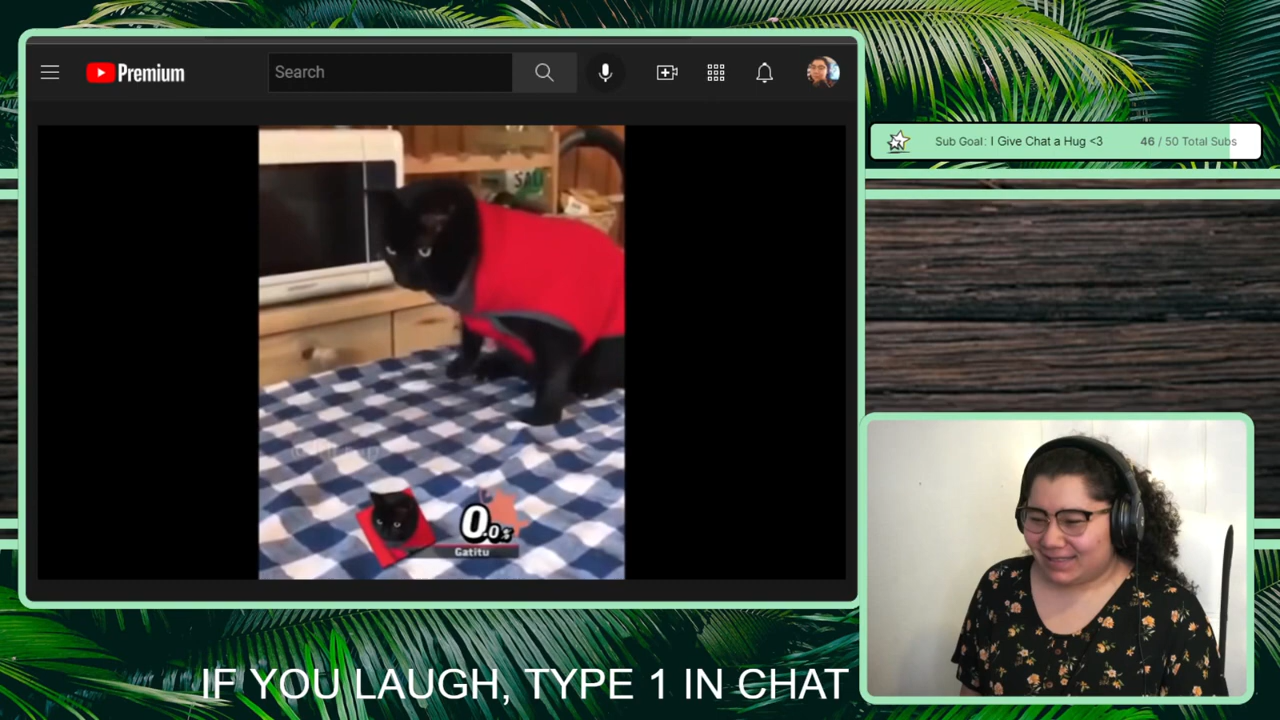 Premium
Search
Sub Goal: I Give Chat a Hug <3
46 / 50 Total Subs
0.0%
Gatitu
IF YOU LAUGH, TYPE 1 IN CHAT